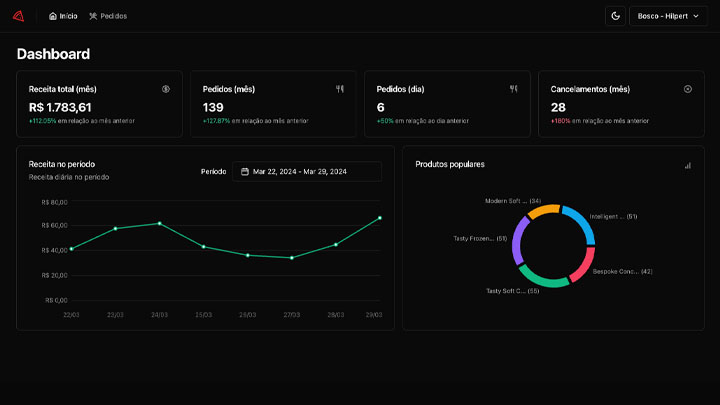 Início
Pedidos
Bosco - Hilpert
Dashboard
Receita total (mês)
R$ 1.783,61
+112.05% em relação ao mês anterior
Pedidos (mês)
139
+127.87% em relação ao mês anterior
Pedidos (dia)
6
+50% em relação ao dia anterior
Cancelamentos (mês)
28
+180% em relação ao mês anterior
Receita no período
Receita diária no período
Período
Mar 22, 2024 - Mar 29, 2024
R$ 80,00
R$ 60,00
R$ 40,00
R$ 20,00
R$ 0,00
22/03
23/03
24/03
25/03
26/03
27/03
28/03
29/03
Produtos populares
Modern Soft ... (34)
Intelligent ... (51)
Tasty Frozen... (51)
Bespoke Conc... (42)
Tasty Soft C... (55)